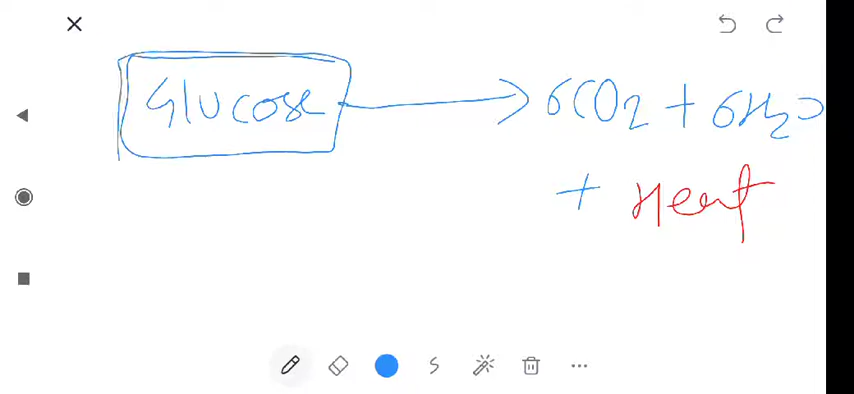 Glucose → 6CO2 + 6H2O
+ Heat